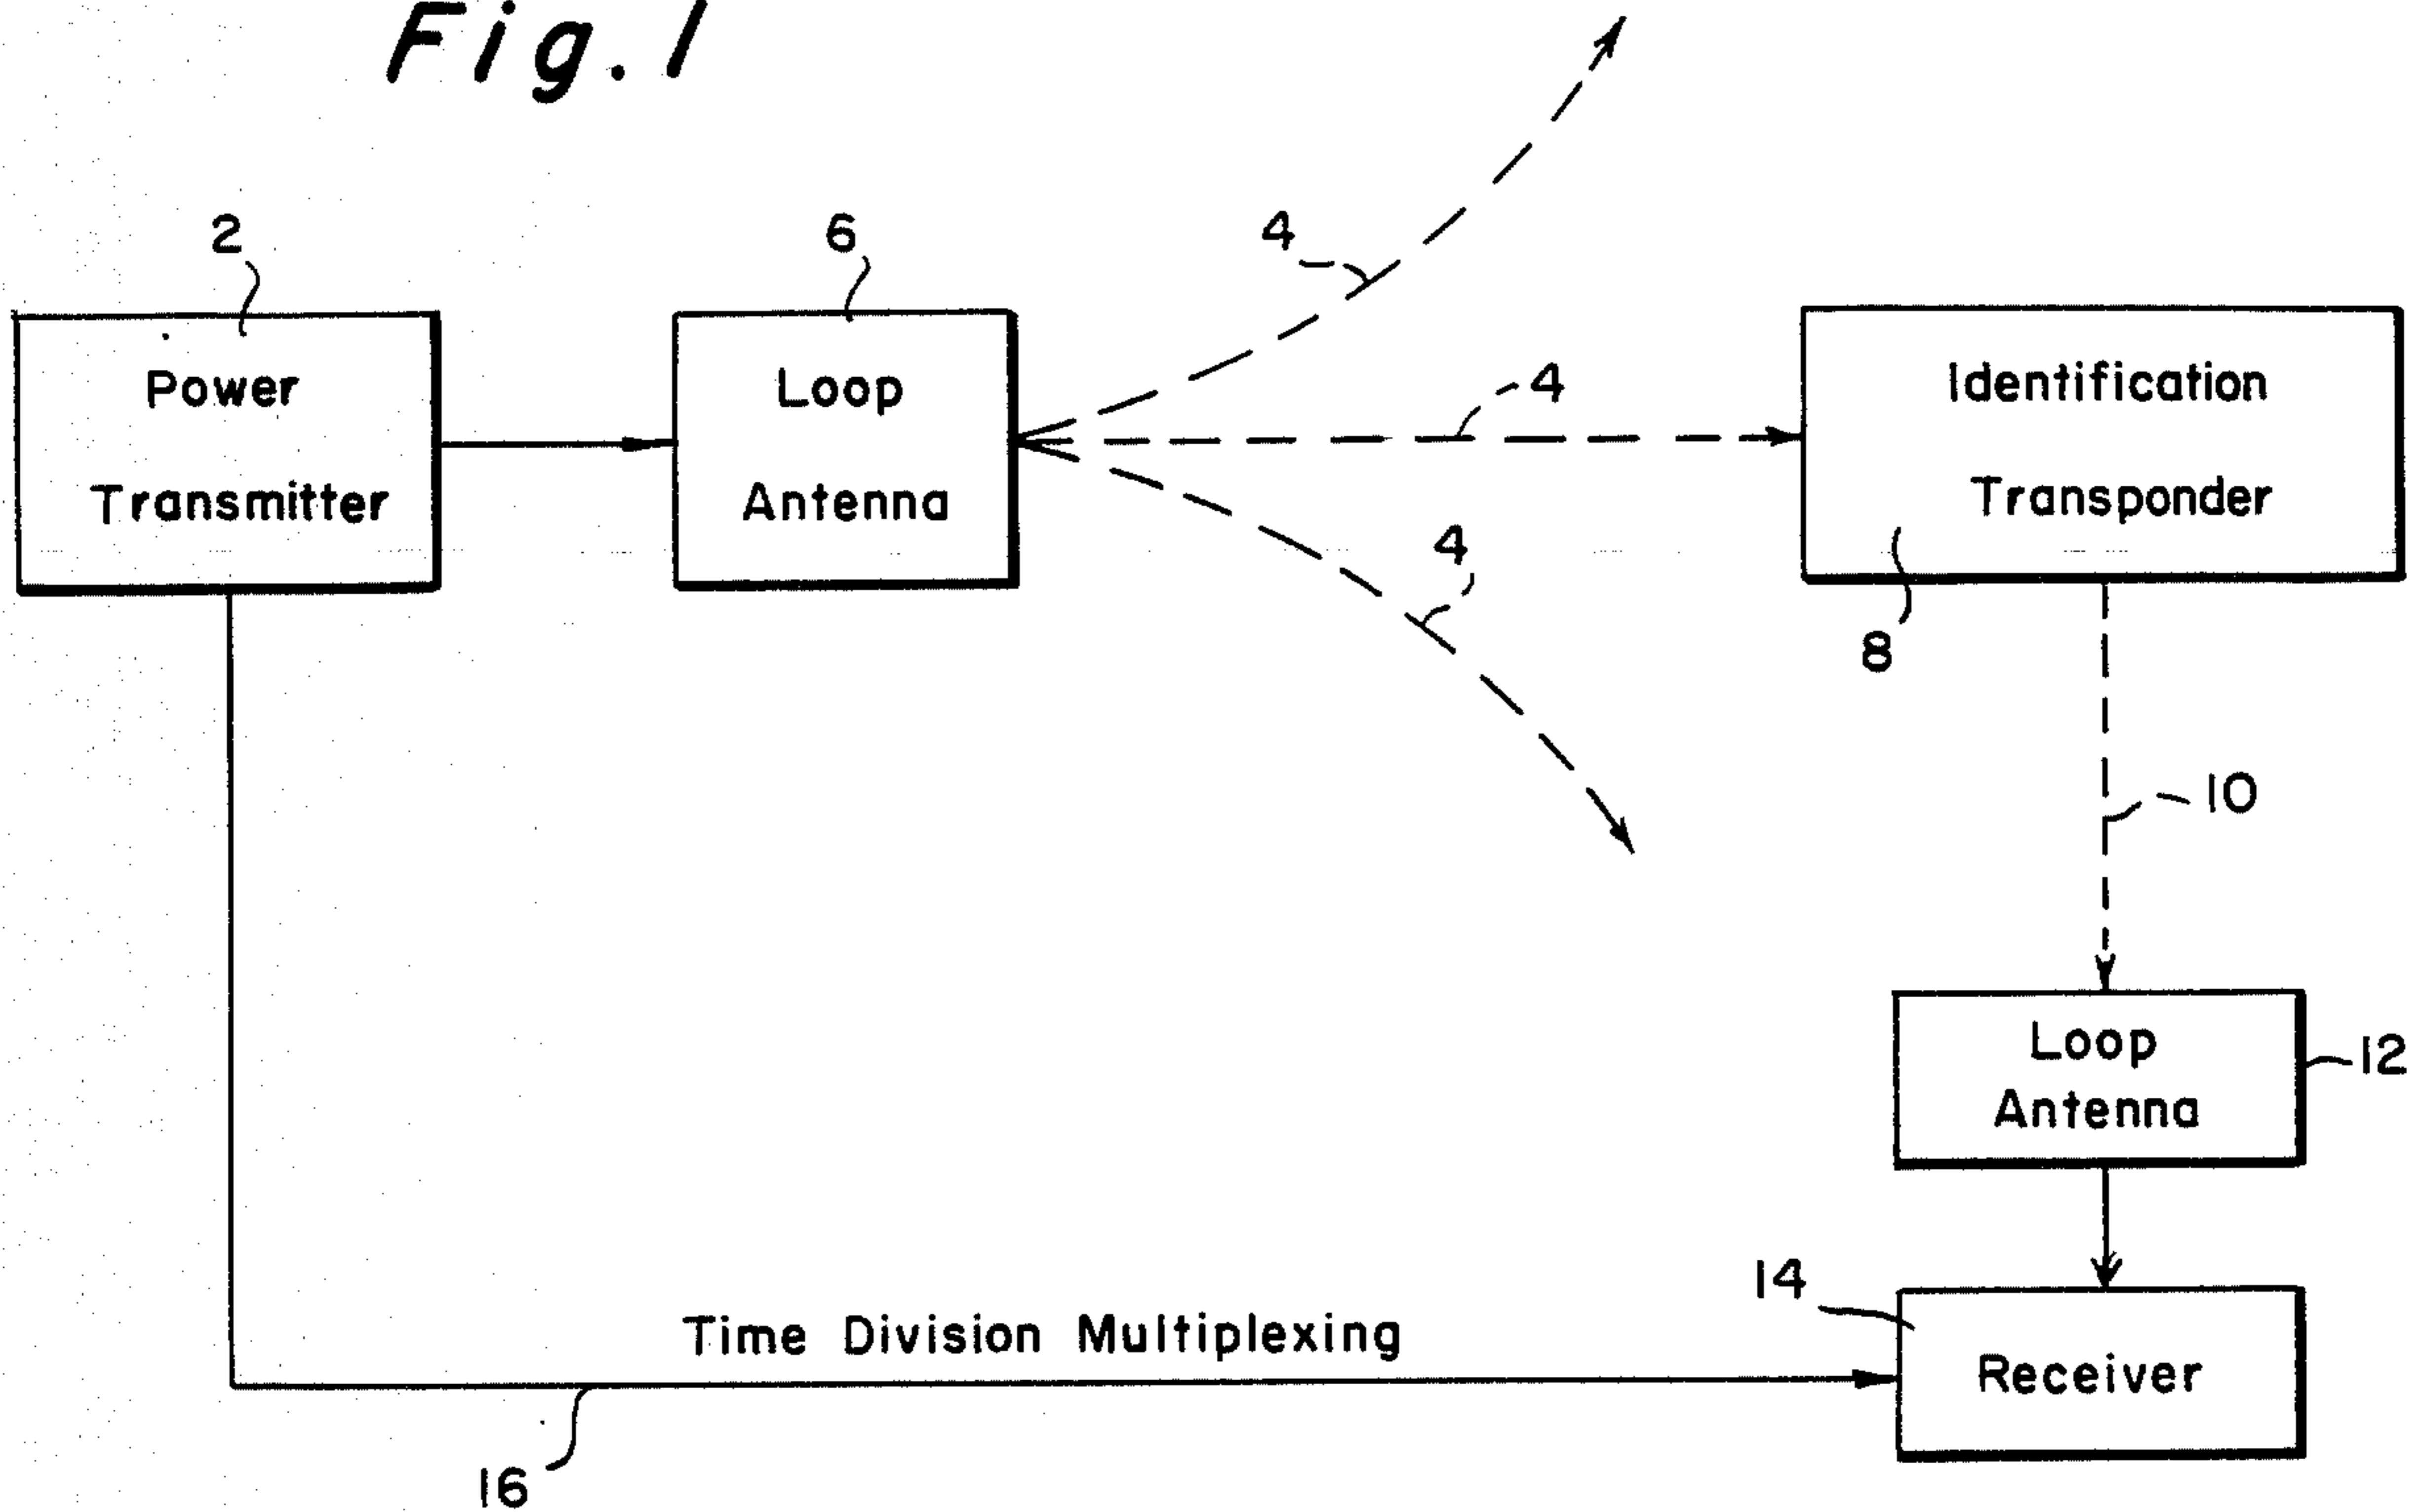 Fig. 1
2
6
4
Power
Transmitter
Loop
Antenna
4
Identification
Transponder
4
8
10
Loop
Antenna
12
14
Time Division Multiplexing
Receiver
16